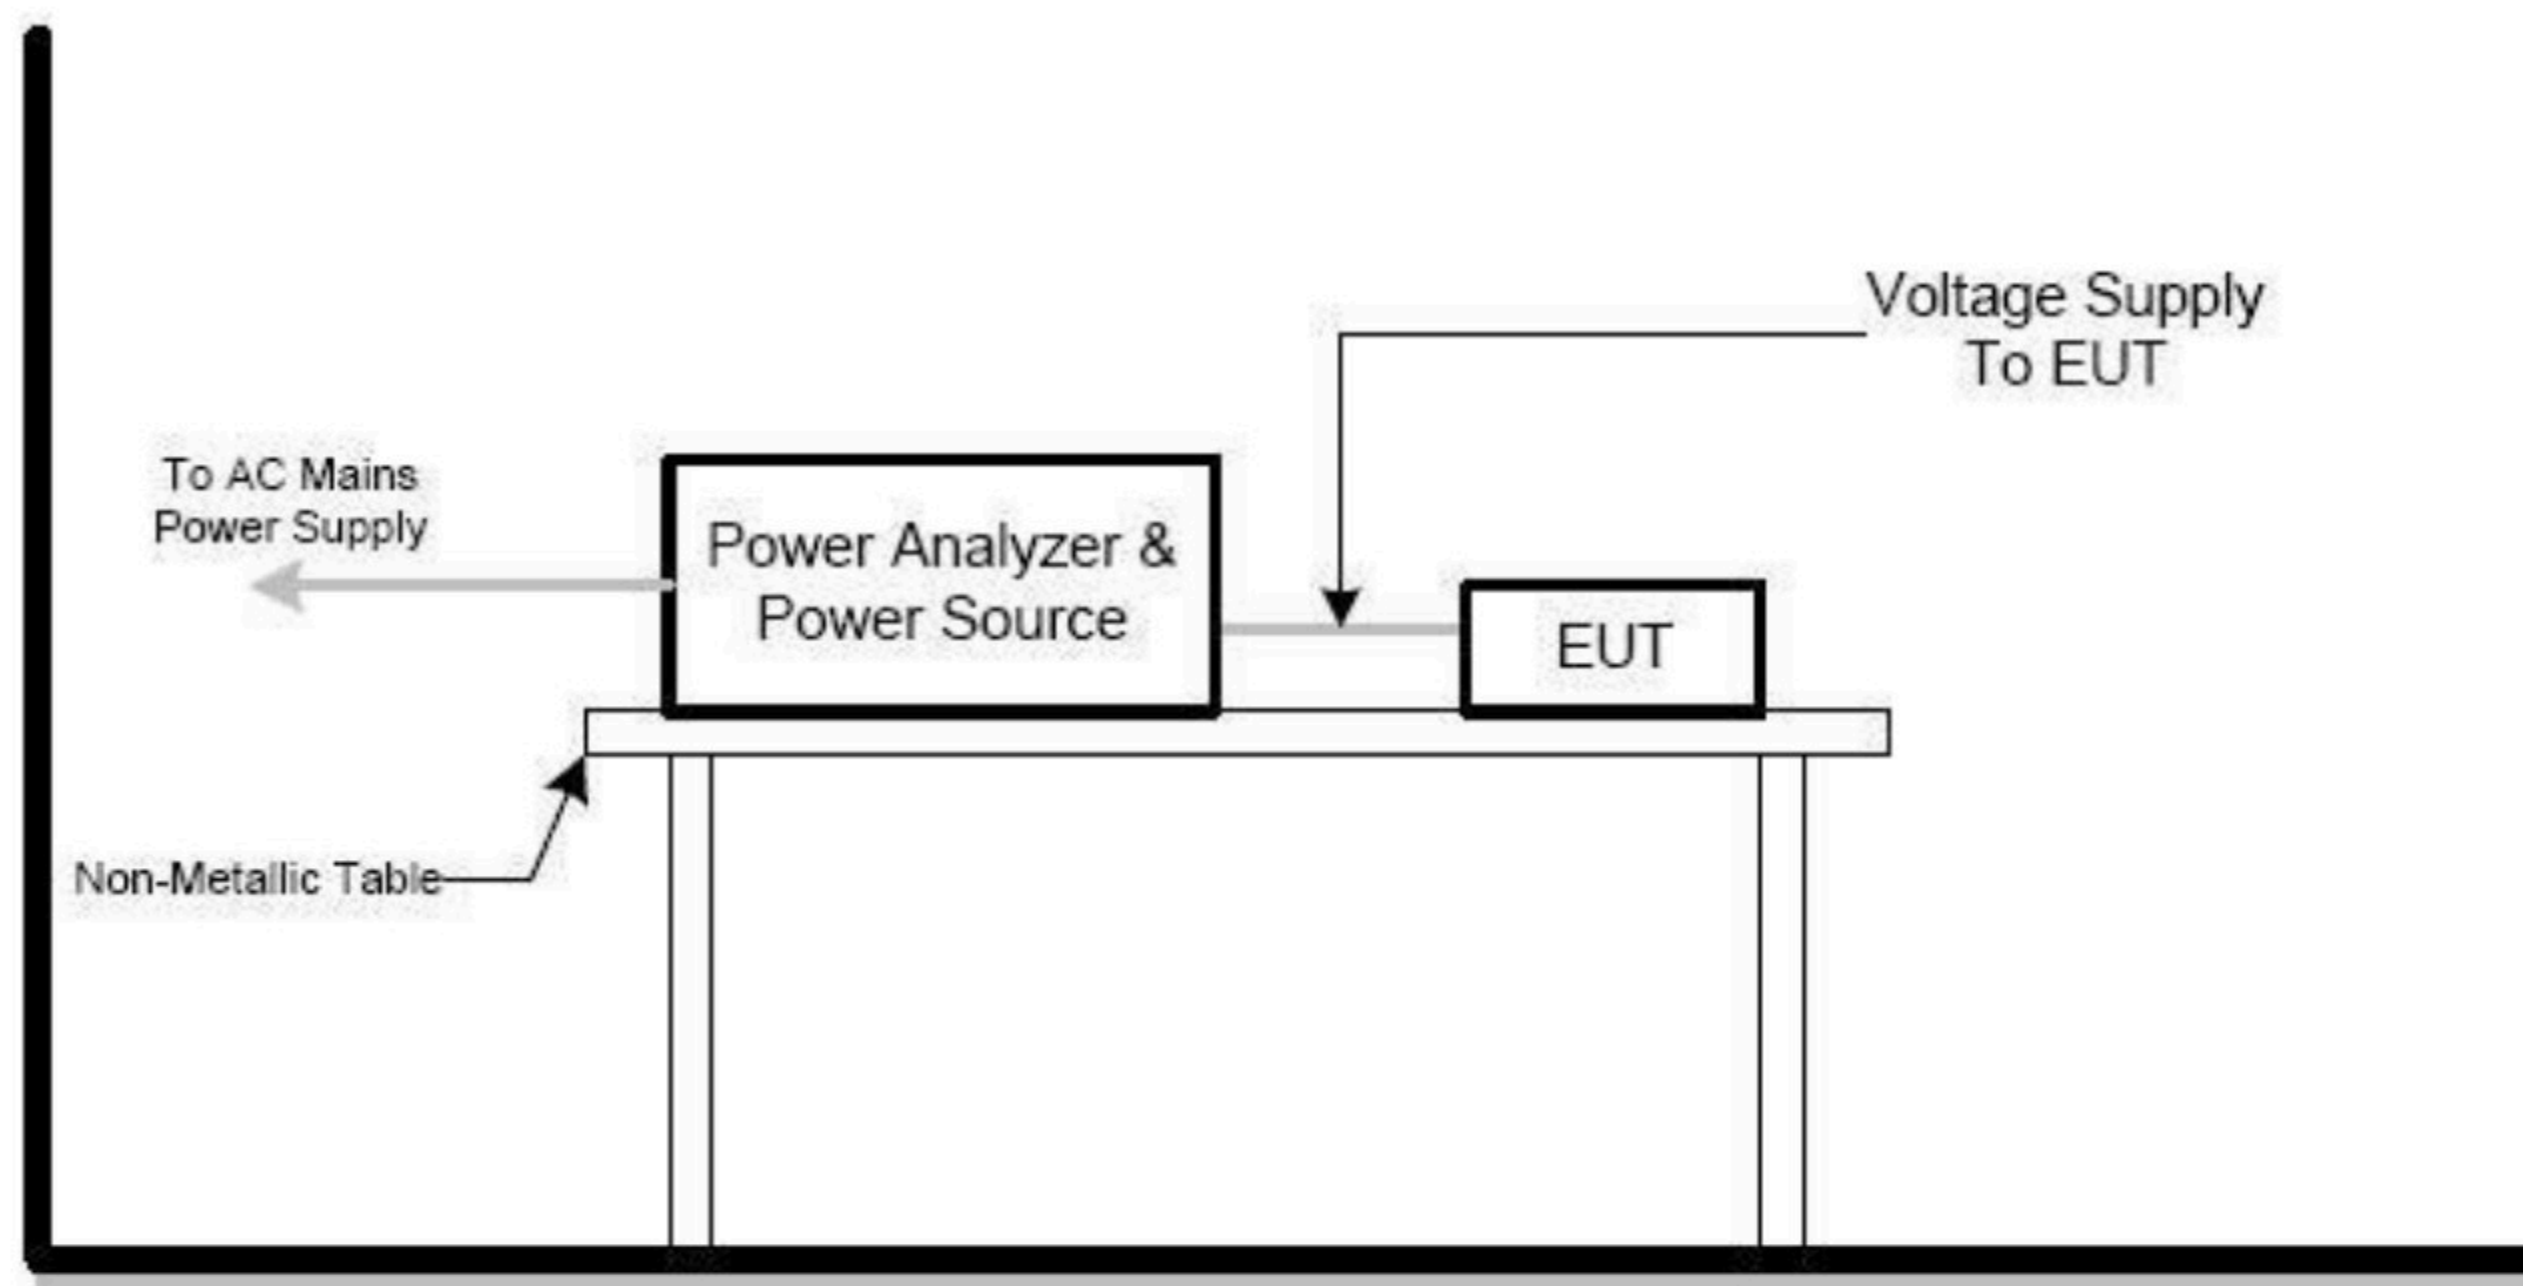 Voltage Supply
To EUT
To AC Mains
Power Supply
Power Analyzer &
Power Source
EUT
Non-Metallic Table